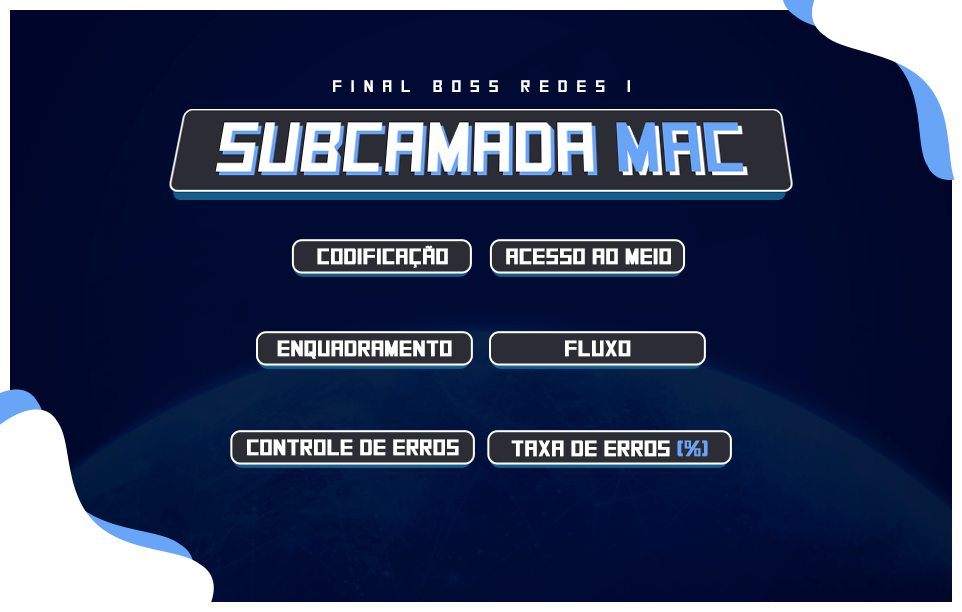 FINAL BOSS REDES I
SUBCAMADA MAC
CODIFICAÇÃO
ACESSO AO MEIO
ENQUADRAMENTO
FLUXO
CONTROLE DE ERROS
TAXA DE ERROS (%)